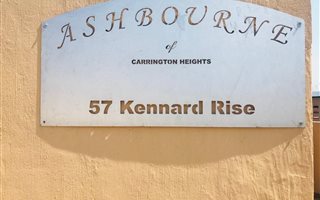 ASHBOURNE
of
CARRINGTON HEIGHTS
57 Kennard Rise